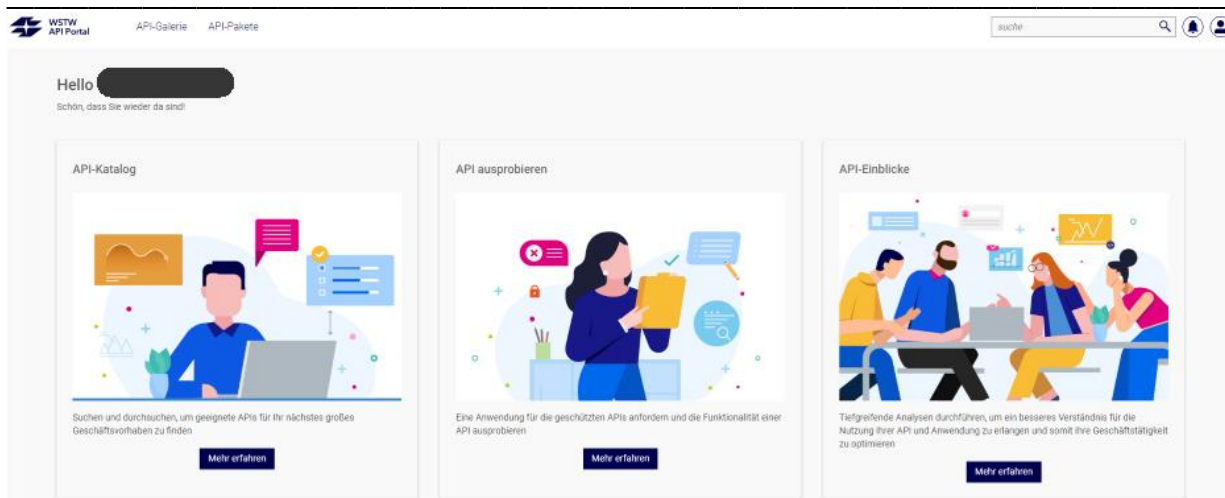 WSTW
API Portal
API-Galerie API-Pakete
suche
Hello
Schön, dass Sie wieder da sind!
API-Katalog
API ausprobieren
API-Einblicke
Suchen und durchsuchen, um geeignete APIs für Ihr nächstes großes
Geschäftsvorhaben zu finden
Mehr erfahren
Eine Anwendung für die geschützten APIs anfordern und die Funktionalität einer
API ausprobieren
Mehr erfahren
Tiefgreifende Analysen durchführen, um ein besseres Verständnis für die
Nutzung Ihrer API und Anwendung zu erlangen und somit Ihre Geschäftstätigkeit
zu optimieren
Mehr erfahren